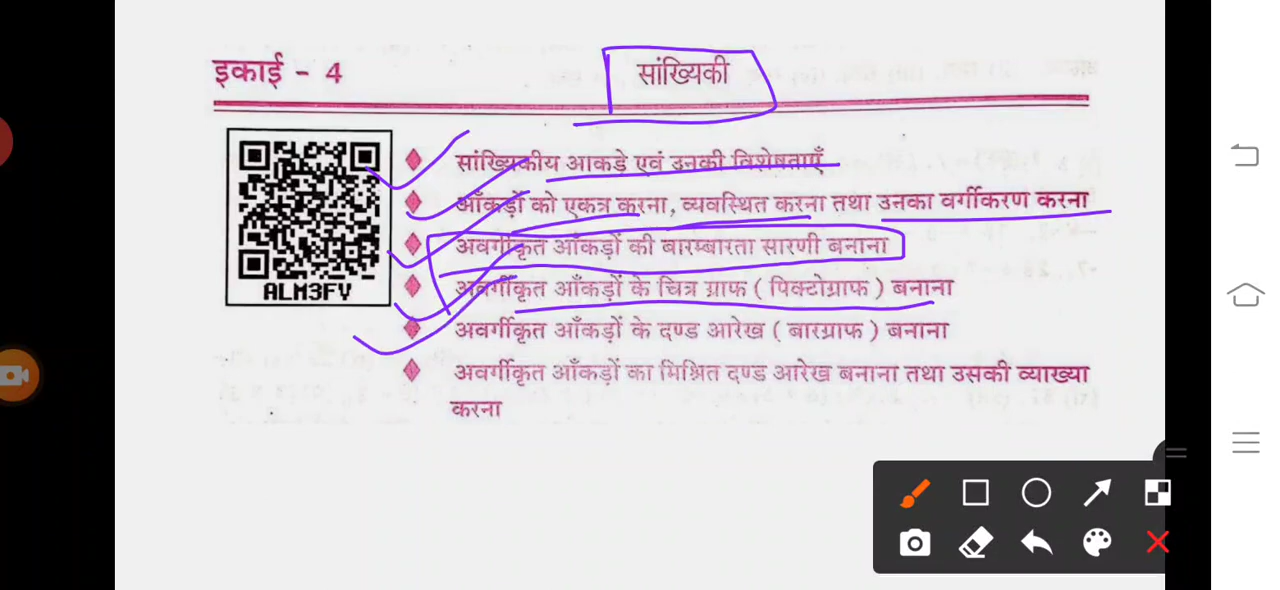 इकाई - 4
सांख्यिकी
सांख्यिकीय आकडे एवं उनकी विशेषताएँ
आँकड़ों को एकत्र करना, व्यवस्थित करना तथा उनका वर्गीकरण करना
अवर्गीकृत आँकड़ों की बारम्बारता सारणी बनाना
अवर्गीकृत आँकड़ों के चित्र ग्राफ ( पिक्टोग्राफ ) बनाना
अवर्गीकृत आँकड़ों के दण्ड आरेख ( बारग्राफ ) बनाना
अवर्गीकृत आँकड़ों का मिश्रित दण्ड आरेख बनाना तथा उसकी व्याख्या
करना
ALM3FV